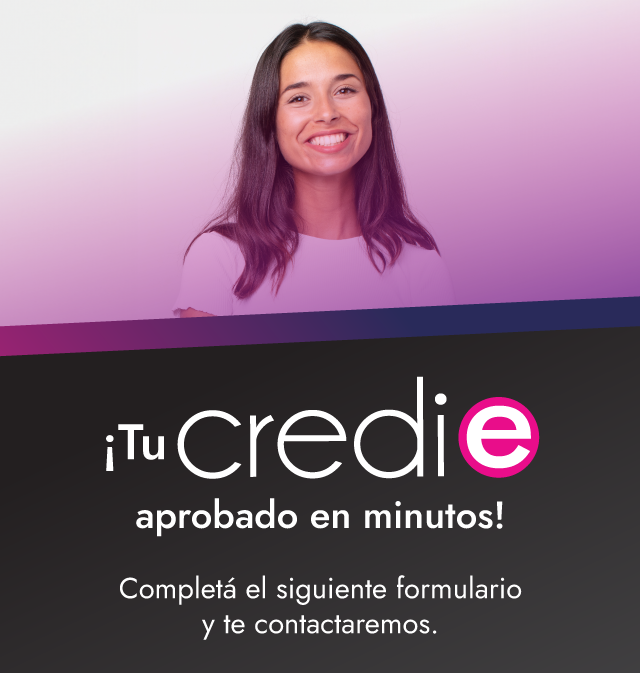 ¡Tu credie
aprobado en minutos!
Completá el siguiente formulario
y te contactaremos.